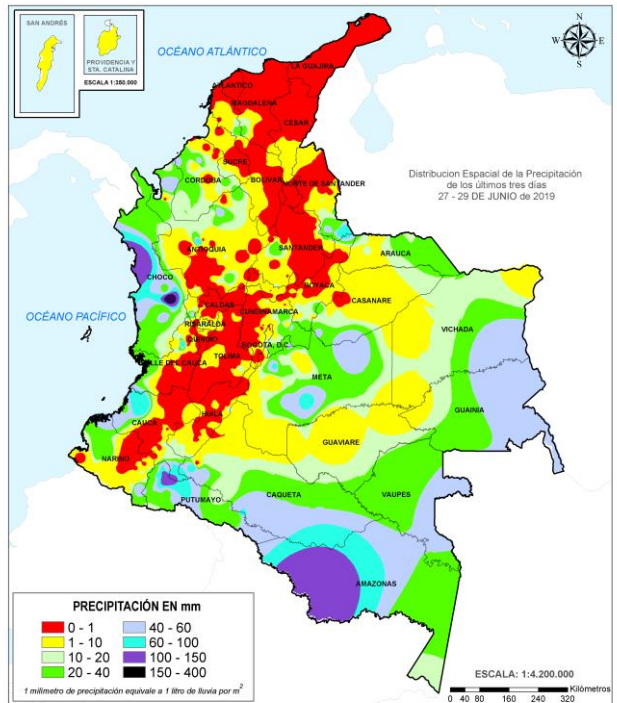 SAN ANDRÉS
PROVIDENCIA Y
STA. CATALINA
ESCALA 1:350.000
OCÉANO ATLÁNTICO
N
W
E
S
LA GUAJIRA
ATLANTICO
MAGDALENA
CESAR
SUCRE
CORDOBA
BOLIVAR
NORTE DE SANTANDER
Distribucion Espacial de la Precipitación
de los últimos tres días
27 - 29 DE JUNIO de 2019
ANTIOQUIA
SANTANDER
ARAUCA
CHOCO
BOYACA
CASANARE
CALDAS
CUNDINAMARCA
OCÉANO PACÍFICO
RISARALDA
VICHADA
QUINDIO
BOGOTA, D.C.
VALLE DEL CAUCA
TOLIMA
META
GUAINIA
CAUCA
HUILA
GUAVIARE
NARIÑO
PUTUMAYO
CAQUETA
VAUPES
AMAZONAS
PRECIPITACIÓN EN mm
0 - 1
40 - 60
1 - 10
60 - 100
10 - 20
100 - 150
20 - 40
150 - 400
1 milimetro de precipitación equivale a 1 litro de lluvia por m²
ESCALA: 1:4.200.000
Kilómetros
0 40 80 160 240 320